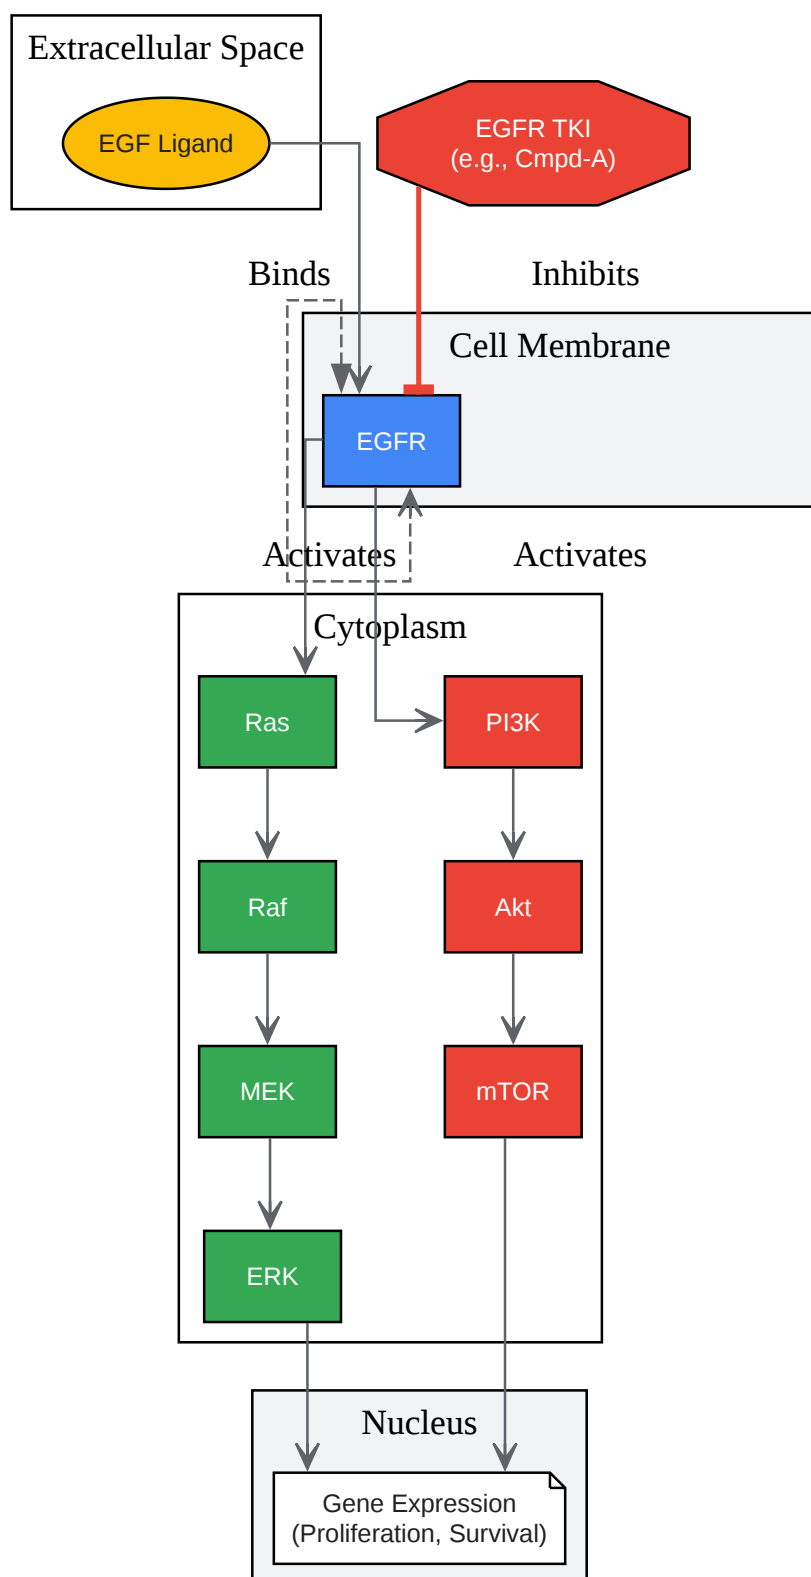 Extracellular Space
EGF Ligand
EGFR TKI
(e.g., Cmpd-A)
Binds
Inhibits
Cell Membrane
EGFR
Activates
Activates
Cytoplasm
Ras
PI3K
Raf
Akt
MEK
mTOR
ERK
Nucleus
Gene Expression
(Proliferation, Survival)